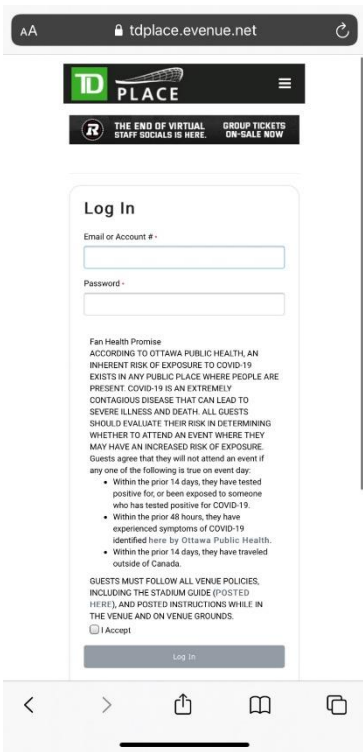 AA
tdplace.evenue.net
TD
PLACE
R
THE END OF VIRTUAL
STAFF SOCIALS IS HERE.
GROUP TICKETS
ON-SALE NOW
Log In
Email or Account # *
Password *
Fan Health Promise
ACCORDING TO OTTAWA PUBLIC HEALTH, AN
INHERENT RISK OF EXPOSURE TO COVID-19
EXISTS IN ANY PUBLIC PLACE WHERE PEOPLE ARE
PRESENT. COVID-19 IS AN EXTREMELY
CONTAGIOUS DISEASE THAT CAN LEAD TO
SEVERE ILLNESS AND DEATH. ALL GUESTS
SHOULD EVALUATE THEIR RISK IN DETERMINING
WHETHER TO ATTEND AN EVENT WHERE THEY
MAY HAVE AN INCREASED RISK OF EXPOSURE.
Guests agree that they will not attend an event if
any one of the following is true on event day:
• Within the prior 14 days, they have tested
positive for, or been exposed to someone
who has tested positive for COVID-19.
• Within the prior 48 hours, they have
experienced symptoms of COVID-19
identified here by Ottawa Public Health.
• Within the prior 14 days, they have traveled
outside of Canada.
GUESTS MUST FOLLOW ALL VENUE POLICIES,
INCLUDING THE STADIUM GUIDE (POSTED
HERE), AND POSTED INSTRUCTIONS WHILE IN
THE VENUE AND ON VENUE GROUNDS.
I Accept
Log In